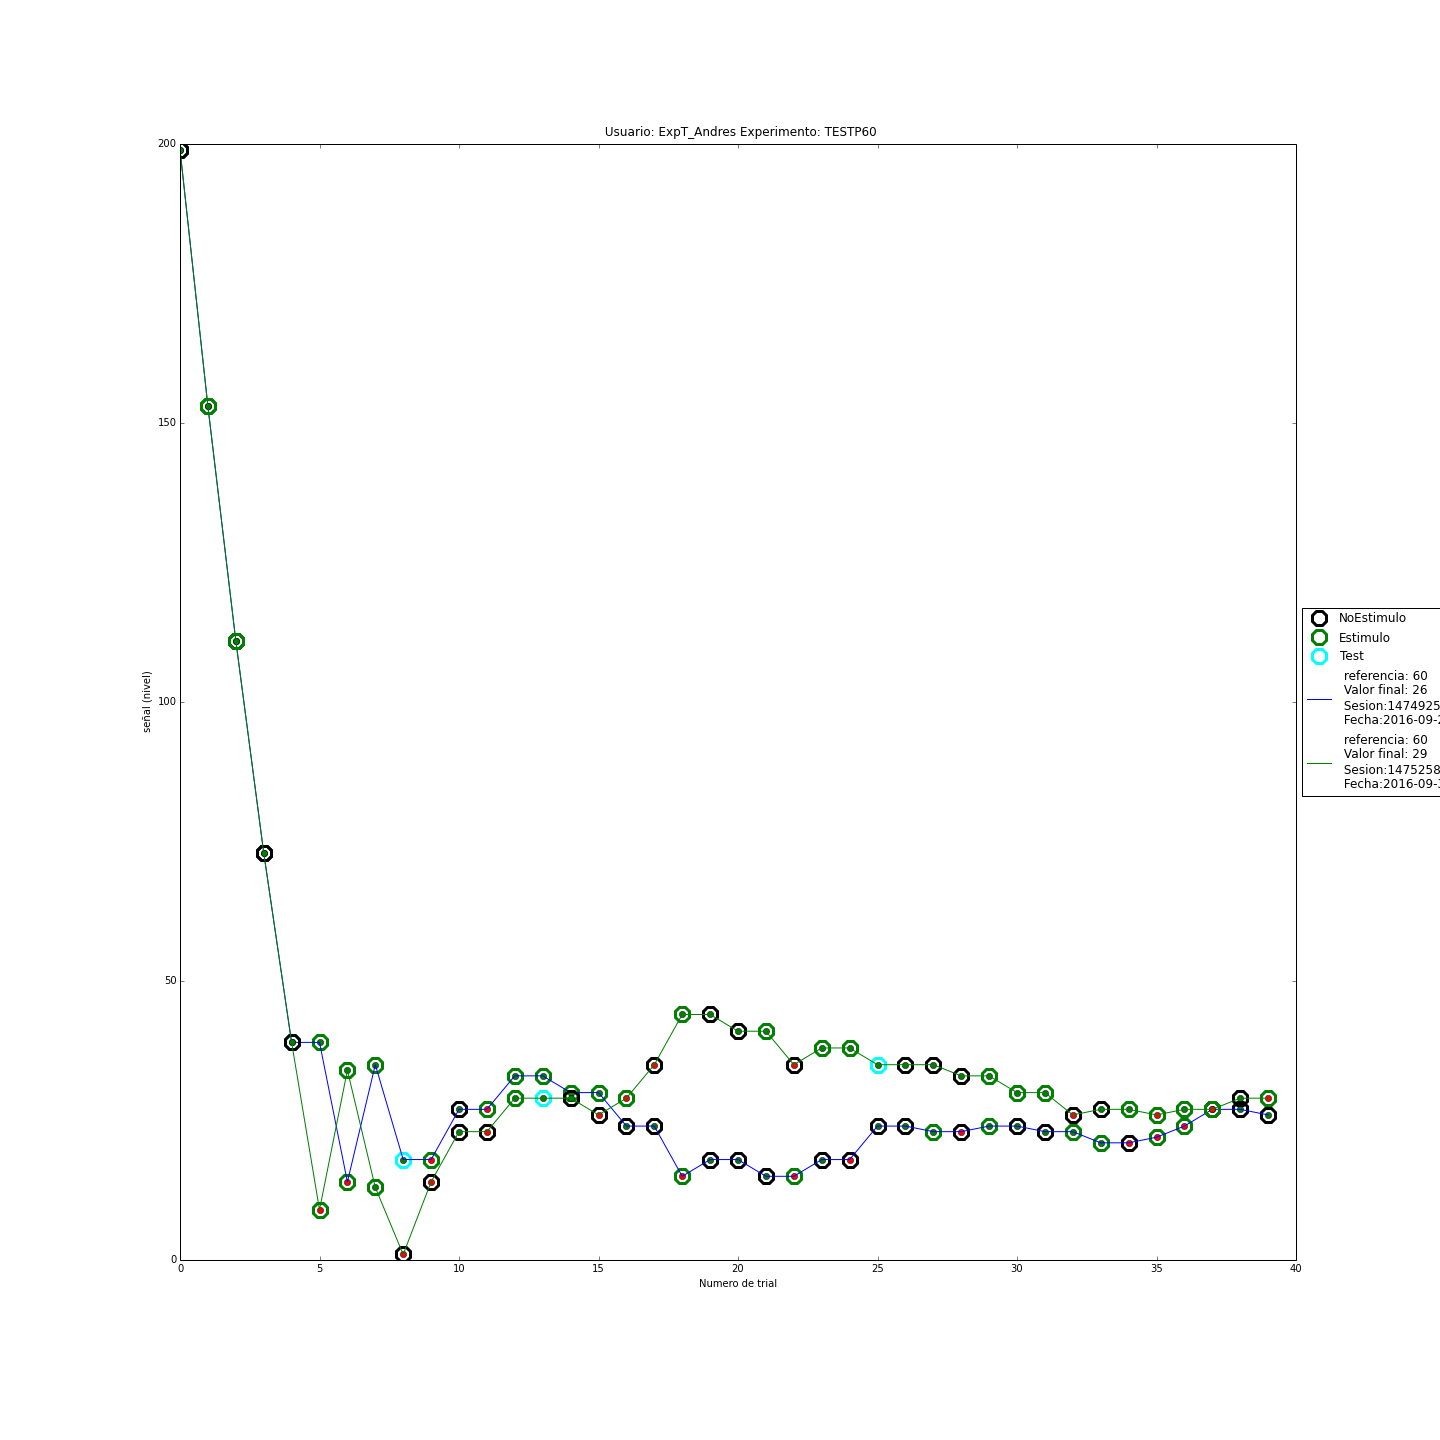 Usuario: ExpT_Andres Experimento: TESTP60
200
150
100
50
0
señal (nivel)
0 5 10 15 20 25 30 35 40
Numero de trial
NoEstimulo
Estimulo
Test
referencia: 60
Valor final: 26
Sesion:1474925
Fecha:2016-09-2
referencia: 60
Valor final: 29
Sesion:1475258
Fecha:2016-09-